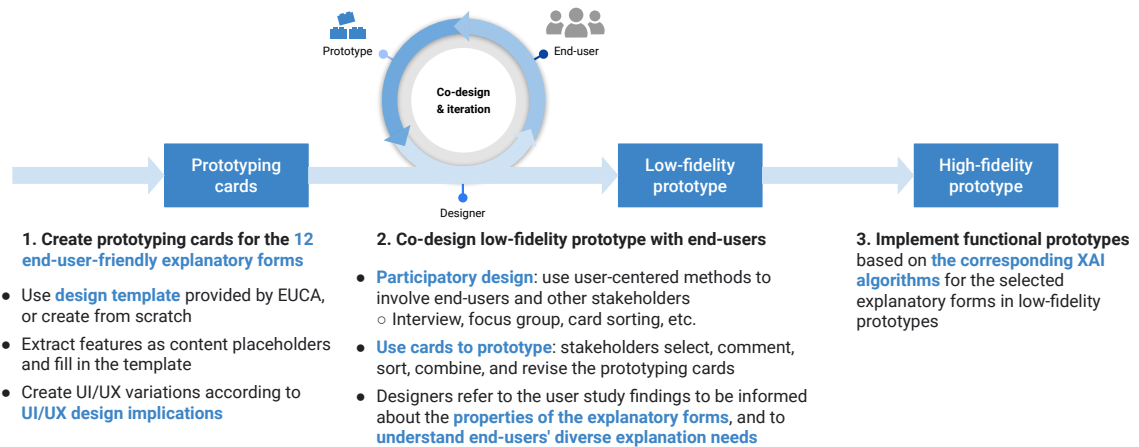 Prototype
End-user
Co-design
& iteration
Prototyping
cards
Low-fidelity
prototype
High-fidelity
prototype
Designer
1. Create prototyping cards for the 12
end-user-friendly explanatory forms
● Use design template provided by EUCA,
or create from scratch
● Extract features as content placeholders
and fill in the template
● Create UI/UX variations according to
UI/UX design implications
2. Co-design low-fidelity prototype with end-users
● Participatory design: use user-centered methods to
involve end-users and other stakeholders
○ Interview, focus group, card sorting, etc.
● Use cards to prototype: stakeholders select, comment,
sort, combine, and revise the prototyping cards
● Designers refer to the user study findings to be informed
about the properties of the explanatory forms, and to
understand end-users' diverse explanation needs
3. Implement functional prototypes
based on the corresponding XAI
algorithms for the selected
explanatory forms in low-fidelity
prototypes